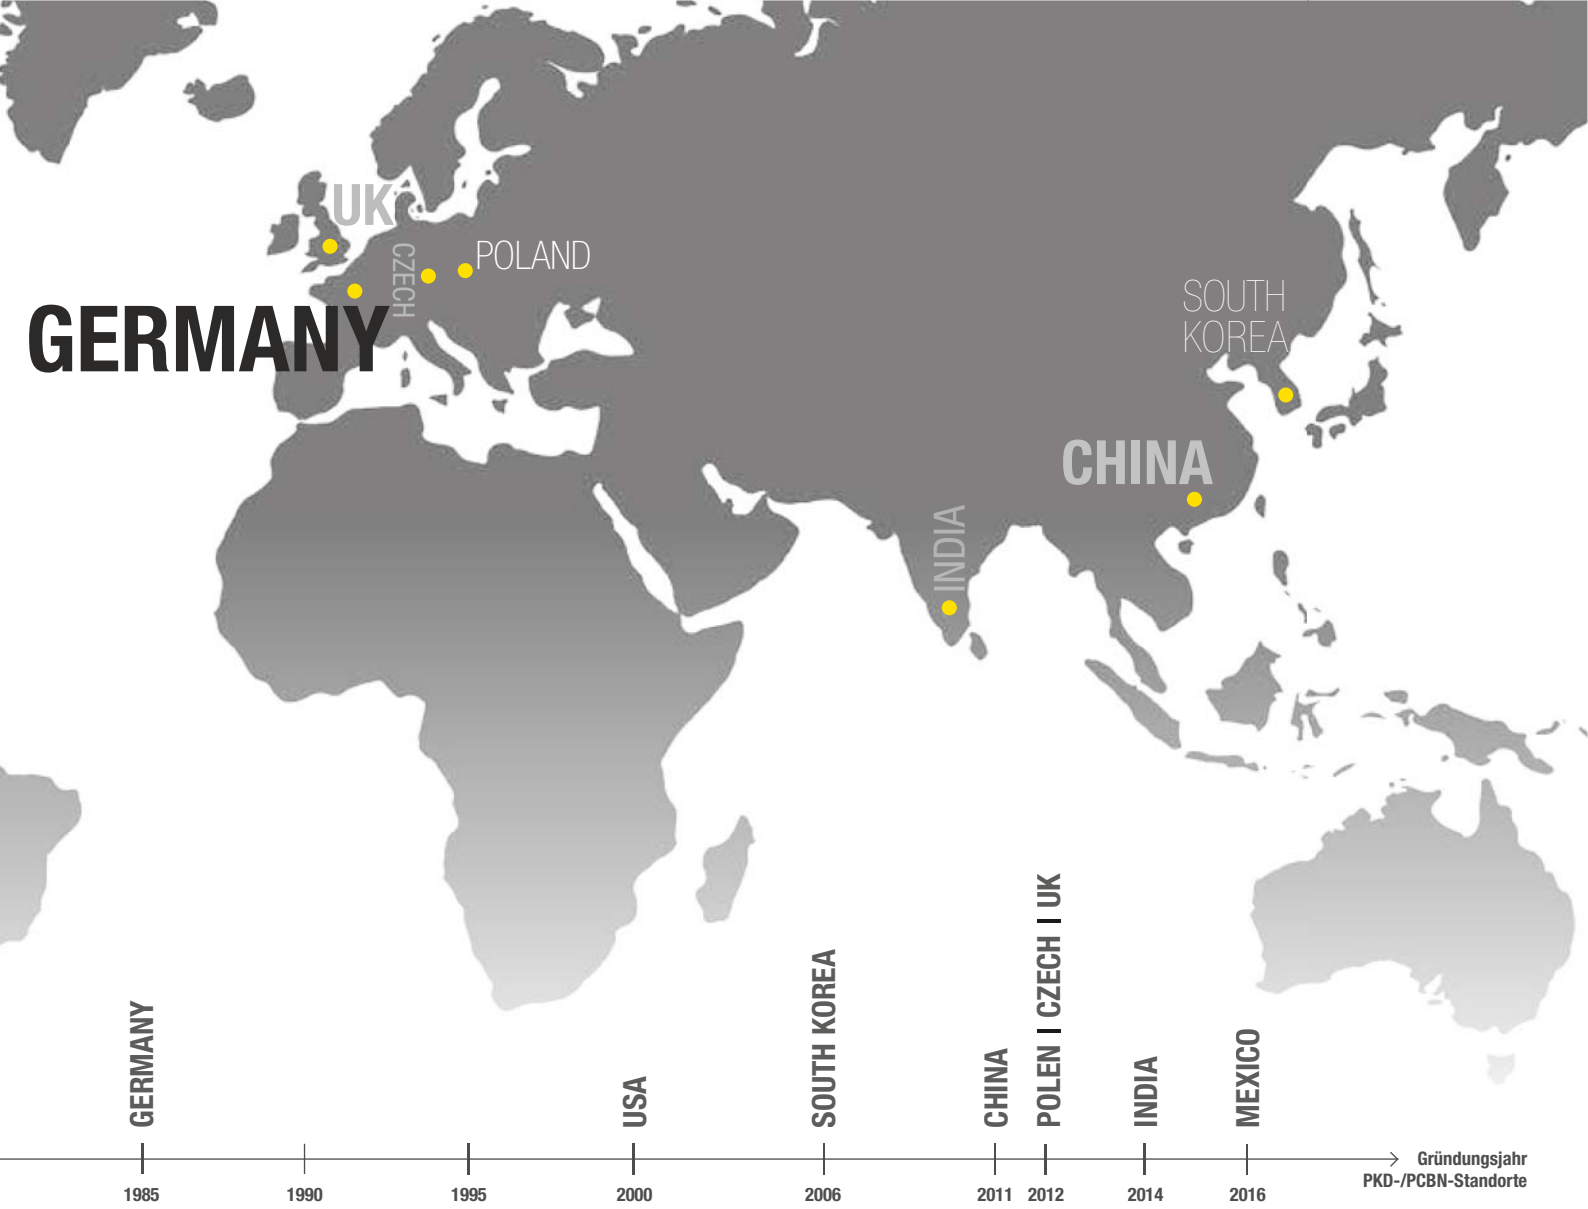 UK
CZECH
POLAND
GERMANY
SOUTH
KOREA
CHINA
INDIA
GERMANY
USA
SOUTH KOREA
CHINA
POLEN | CZECH | UK
INDIA
MEXICO
1985
1990
1995
2000
2006
2011
2012
2014
2016
Gründungsjahr
PKD-/PCBN-Standorte